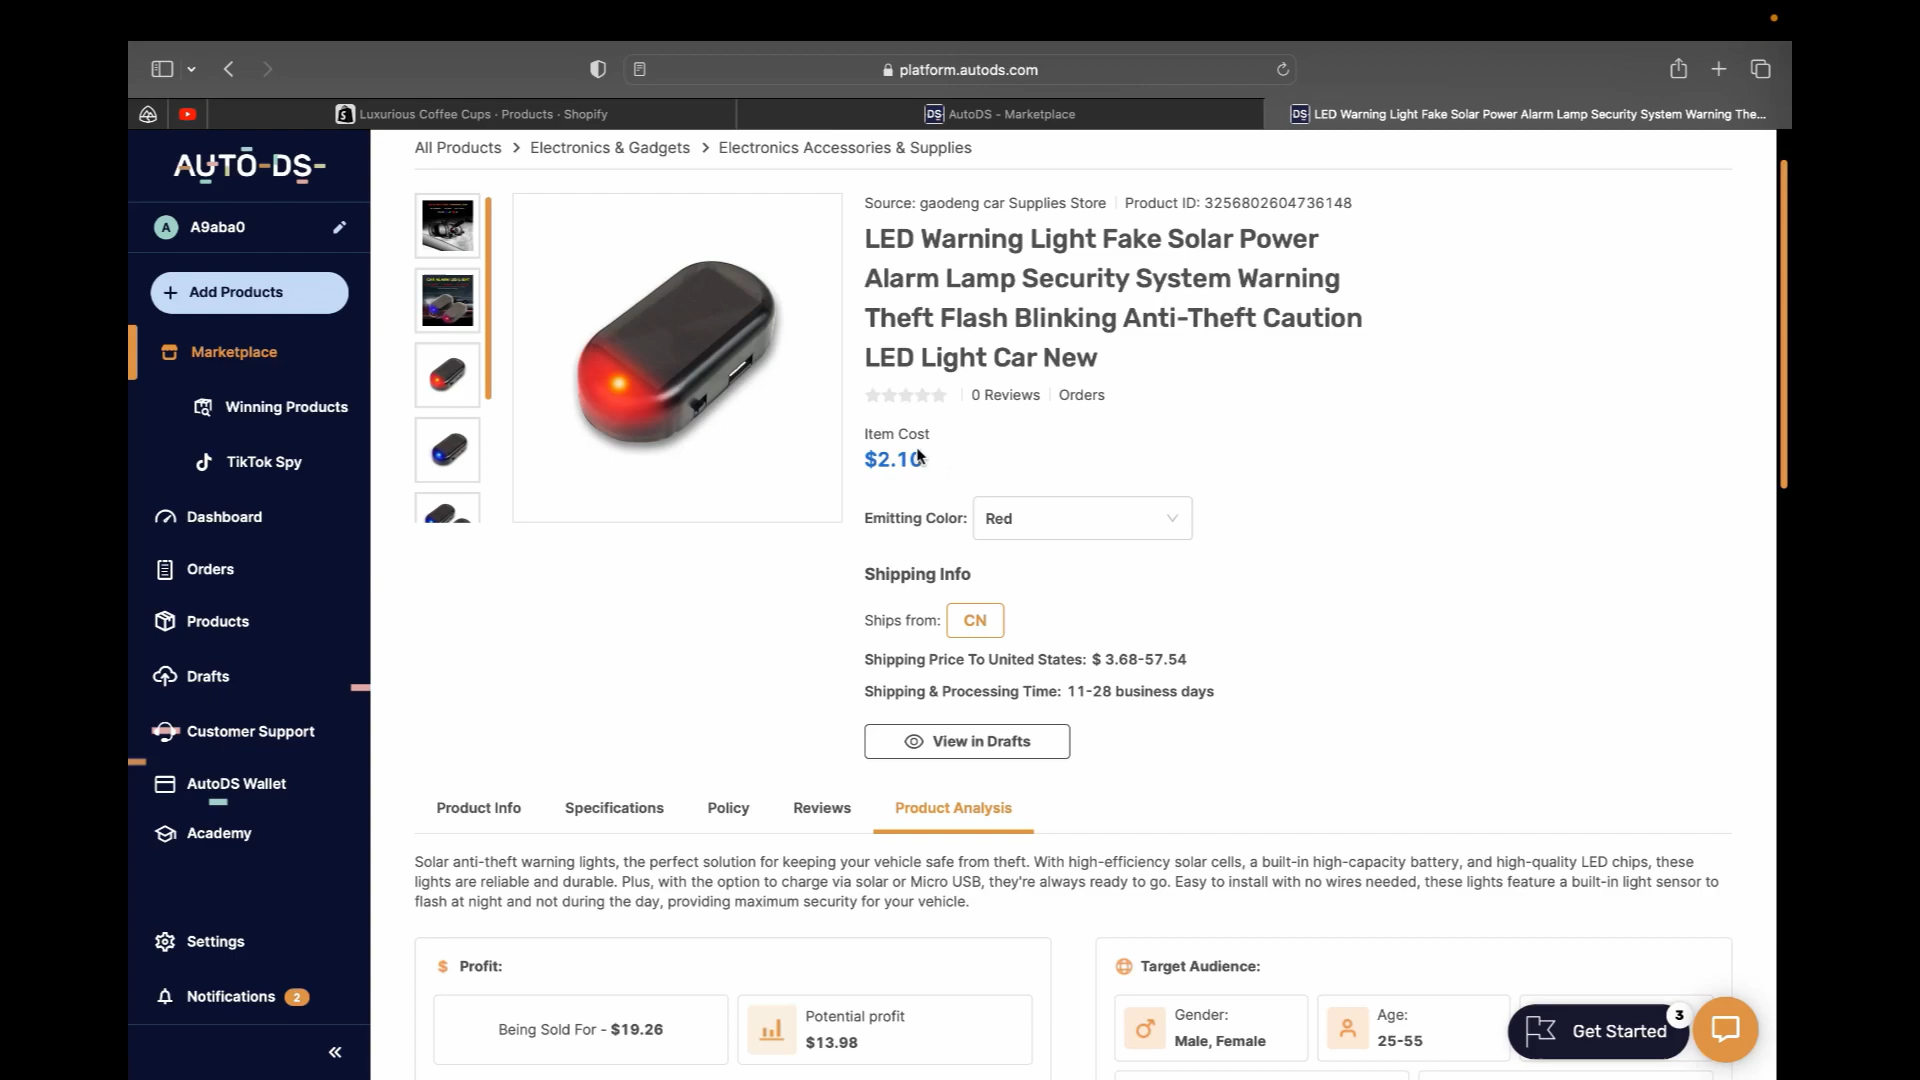 platform.autods.com
Luxurious Coffee Cups · Products · Shopify
DS AutoDS - Marketplace
DS LED Warning Light Fake Solar Power Alarm Lamp Security System Warning The...
AUTO-DS-
A A9aba0
+ Add Products
Marketplace
Winning Products
TikTok Spy
Dashboard
Orders
Products
Drafts
Customer Support
AutoDS Wallet
Academy
Settings
Notifications 2
All Products > Electronics & Gadgets > Electronics Accessories & Supplies
Source: gaodeng car Supplies Store
Product ID: 3256802604736148
LED Warning Light Fake Solar Power
Alarm Lamp Security System Warning
Theft Flash Blinking Anti-Theft Caution
LED Light Car New
0 Reviews
Orders
Item Cost
$2.10
Emitting Color: Red
Shipping Info
Ships from: CN
Shipping Price To United States: $ 3.68-57.54
Shipping & Processing Time: 11-28 business days
View in Drafts
Product Info
Specifications
Policy
Reviews
Product Analysis
Solar anti-theft warning lights, the perfect solution for keeping your vehicle safe from theft. With high-efficiency solar cells, a built-in high-capacity battery, and high-quality LED chips, these
lights are reliable and durable. Plus, with the option to charge via solar or Micro USB, they're always ready to go. Easy to install with no wires needed, these lights feature a built-in light sensor to
flash at night and not during the day, providing maximum security for your vehicle.
$ Profit:
Being Sold For - $19.26
Potential profit
$13.98
Target Audience:
Gender:
Male, Female
Age:
25-55
Get Started
3